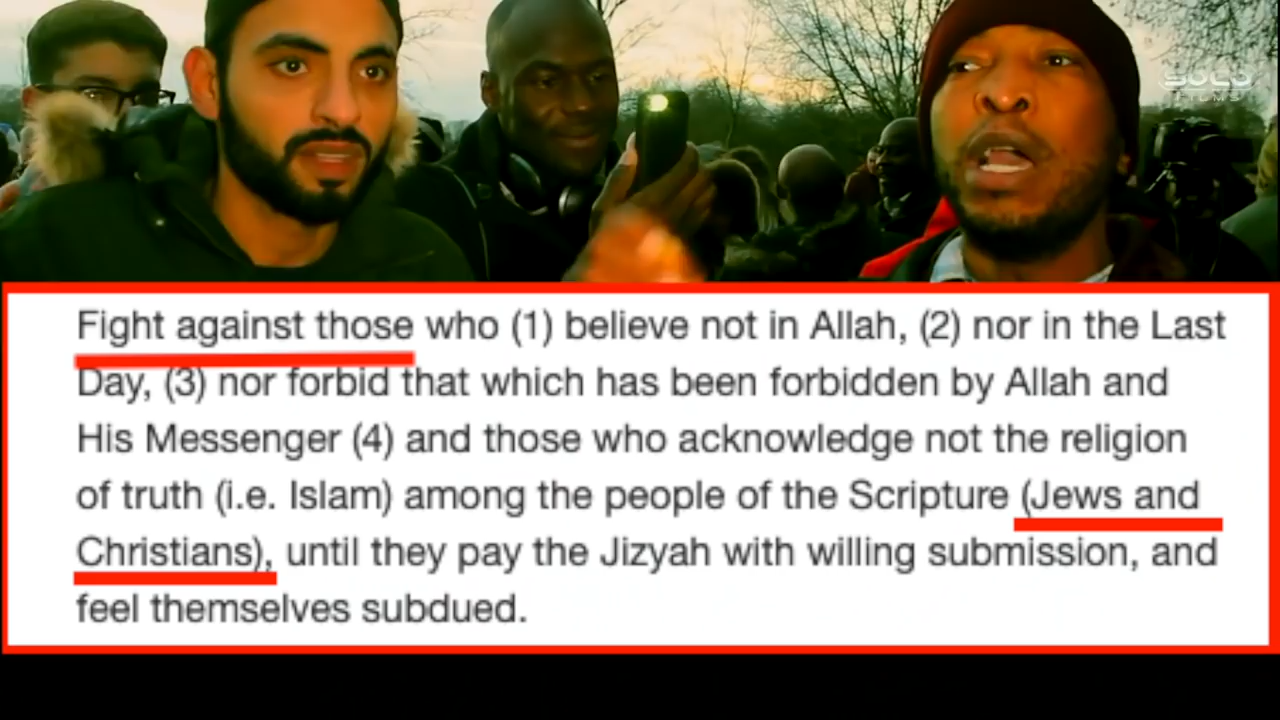 SOCO
FILMS
Fight against those who (1) believe not in Allah, (2) nor in the Last
Day, (3) nor forbid that which has been forbidden by Allah and
His Messenger (4) and those who acknowledge not the religion
of truth (i.e. Islam) among the people of the Scripture (Jews and
Christians), until they pay the Jizyah with willing submission, and
feel themselves subdued.